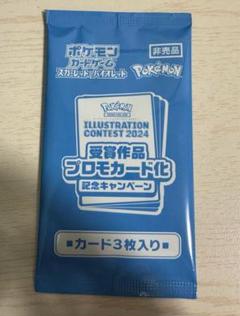 ポケモン
カードゲーム
スカーレット&バイオレット
非売品
POKÉMON
POKÉMON
ILLUSTRATION
CONTEST 2024
受賞作品
プロモカード化
記念キャンペーン
■カード3枚入り■